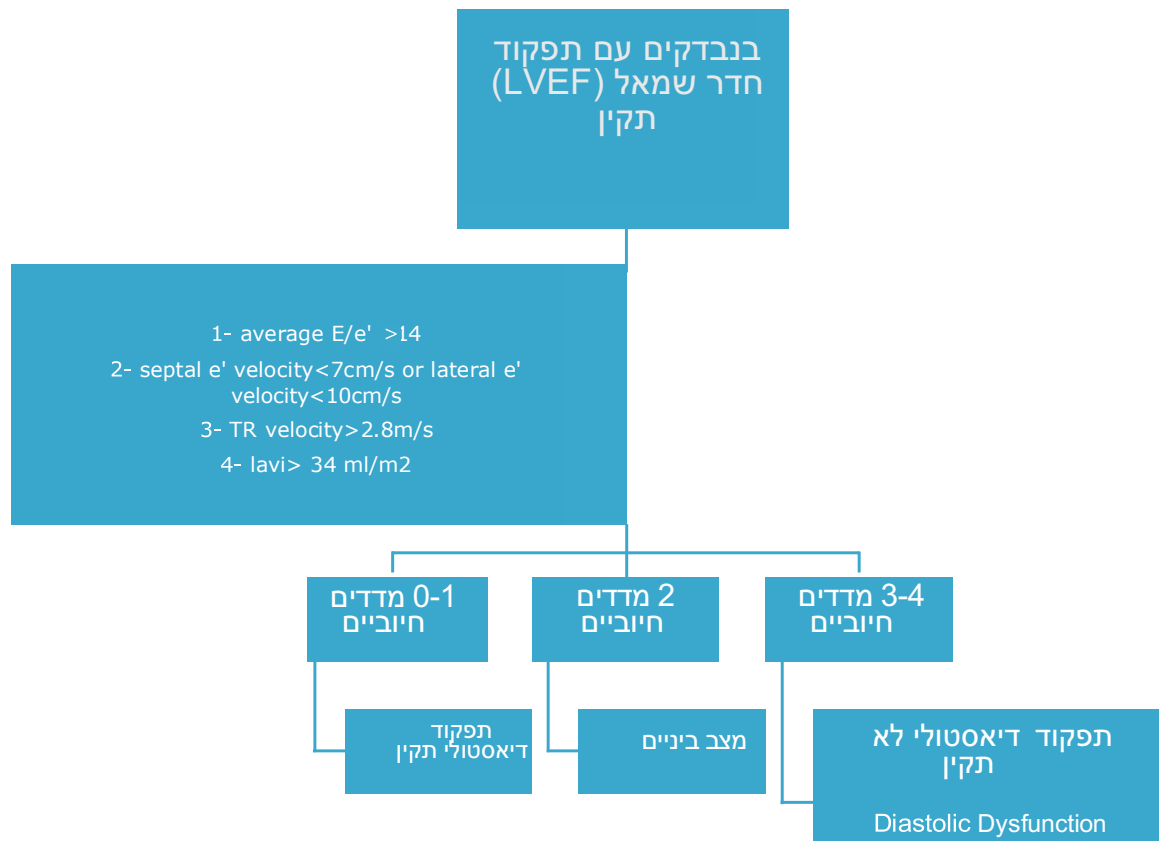 בנבדקים עם תפקוד
חדר שמאל (LVEF)
תקין
1- average E/e' >14
2- septal e' velocity<7cm/s or lateral e'
velocity<10cm/s
3- TR velocity>2.8m/s
4- lavi> 34 ml/m2
0-1 מדדים
חיוביים
2 מדדים
חיוביים
3-4 מדדים
חיוביים
תפקוד
דיאסטולי תקין
מצב ביניים
תפקוד דיאסטולי לא
תקין
Diastolic Dysfunction